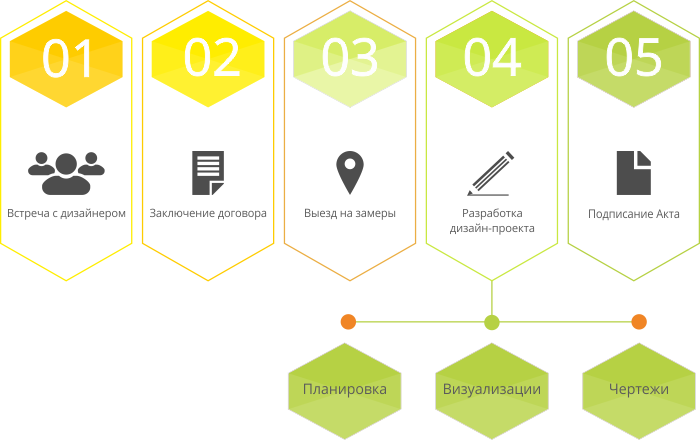 01
02
03
04
05
Встреча с дизайнером
Заключение договора
Выезд на замеры
Разработка
дизайн-проекта
Подписание Акта
Планировка
Визуализации
Чертежи